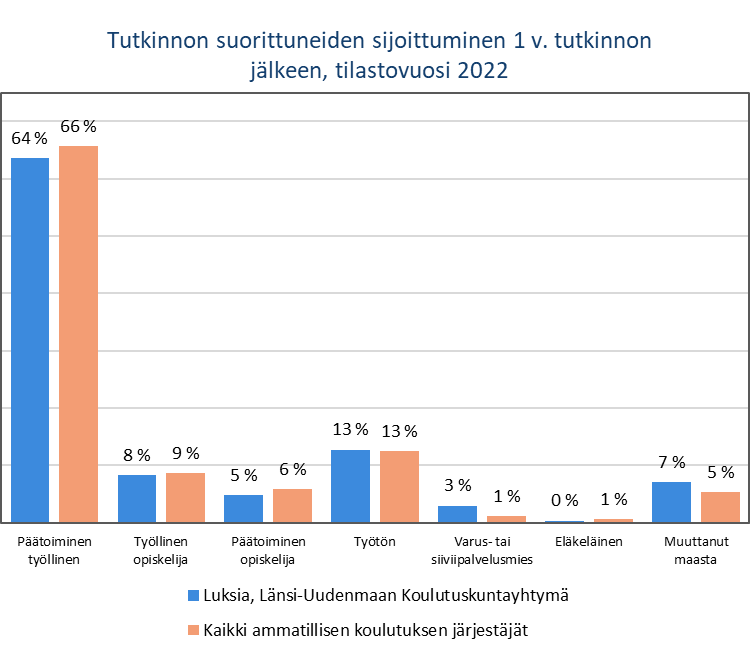 Tutkinnon suorittuneiden sijoittuminen 1 v. tutkinnon
jälkeen, tilastovuosi 2022
64 %
66 %
8 %
9 %
5 %
6 %
13 %
13 %
3 %
1 %
0 %
1 %
7 %
5 %
Päätoiminen
työllinen
Työllinen
opiskelija
Päätoiminen
opiskelija
Työtön
Varus- tai
siiviipalvelusmies
Eläkeläinen
Muuttanut
maasta
Luksia, Länsi-Uudenmaan Koulutuskuntayhtymä
Kaikki ammatillisen koulutuksen järjestäjät